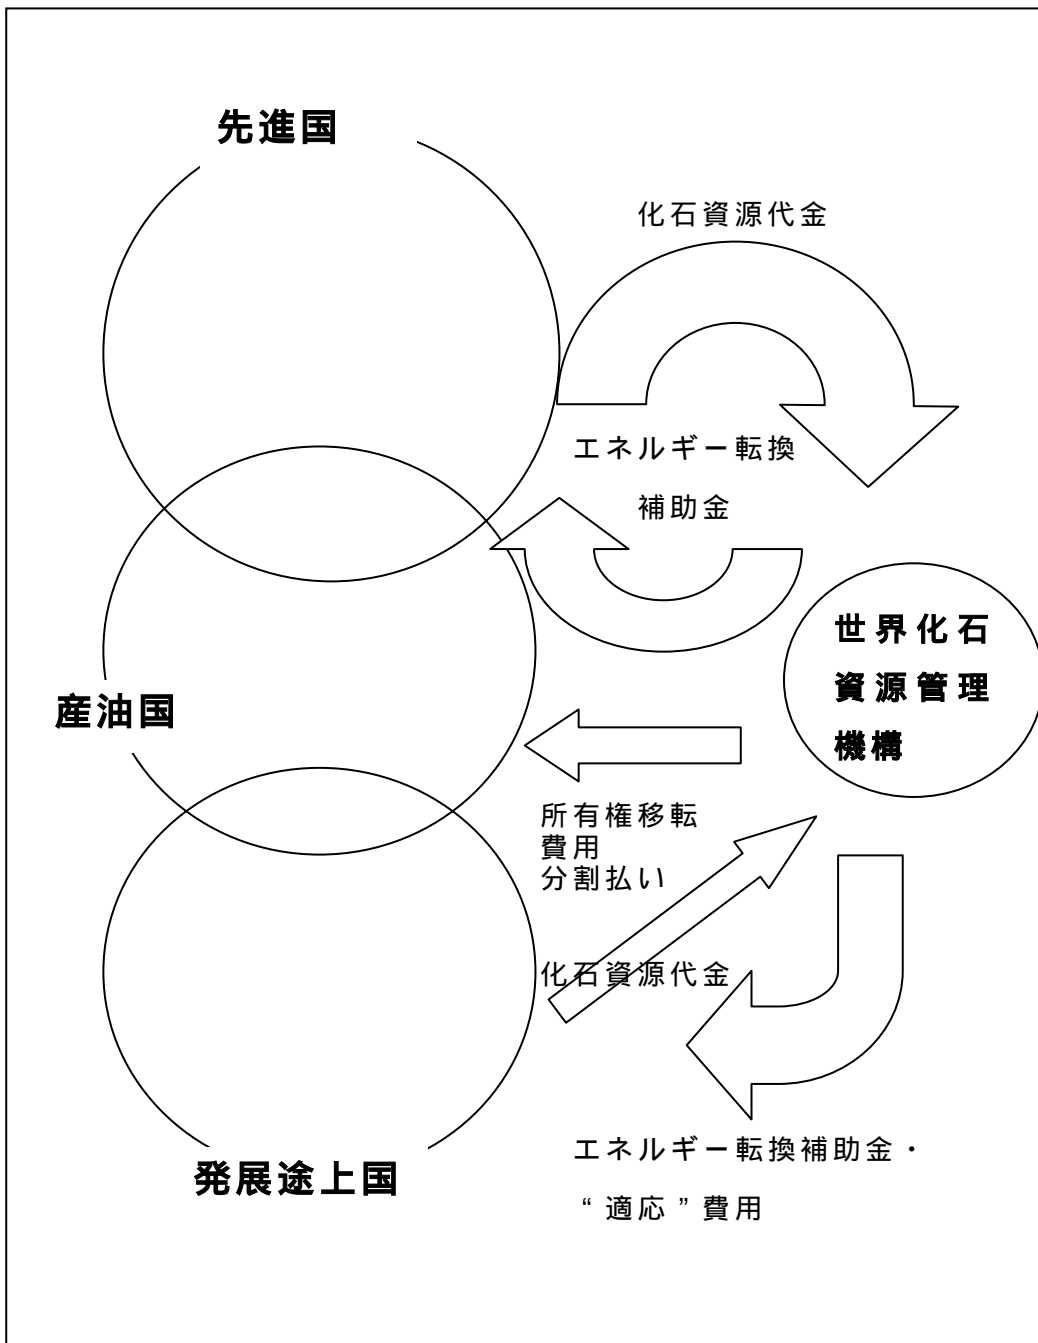 先進国
化石資源代金
エネルギー転換
補助金
世界化石
資源管理
機構
産油国
所有権移転
費用
分割払い
化石資源代金
発展途上国
エネルギー転換補助金・
“適応”費用